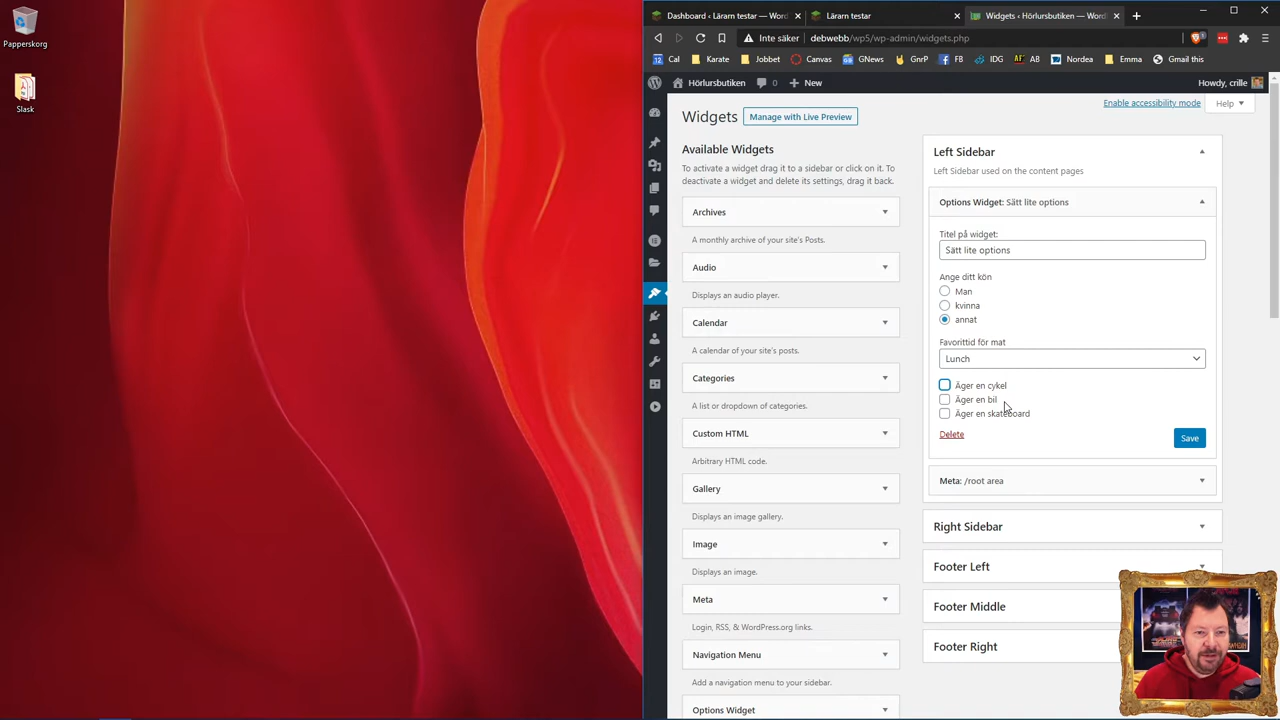 Papperskorg
Slask
Dashboard ‹ Lärarn testar — Word
Lärarn testar
Widgets ‹ Hörlursbutiken — Word
Inte säker
debwebb/wp5/wp-admin/widgets.php
Cal
Karate
Jobbet
Canvas
GNews
GnrP
FB
IDG
AB
Nordea
Emma
Gmail this
Hörlursbutiken
0
New
Howdy, crille
Enable accessibility mode
Help
Widgets
Manage with Live Preview
Available Widgets
To activate a widget drag it to a sidebar or click on it. To
deactivate a widget and delete its settings, drag it back.
Archives
A monthly archive of your site's Posts.
Audio
Displays an audio player.
Calendar
A calendar of your site's posts.
Categories
A list or dropdown of categories.
Custom HTML
Arbitrary HTML code.
Gallery
Displays an image gallery.
Image
Displays an image.
Meta
Login, RSS, & WordPress.org links.
Navigation Menu
Add a navigation menu to your sidebar.
Options Widget
Left Sidebar
Left Sidebar used on the content pages
Options Widget: Sätt lite options
Titel på widget:
Sätt lite options
Ange ditt kön
Man
kvinna
annat
Favorittid för mat
Lunch
Äger en cykel
Äger en bil
Äger en skateboard
Delete
Save
Meta: /root area
Right Sidebar
Footer Left
Footer Middle
Footer Right